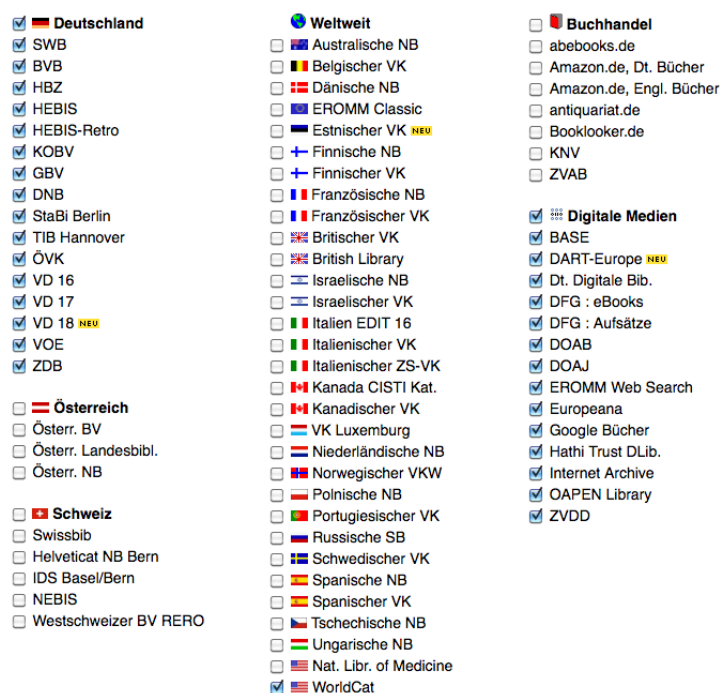 Deutschland
SWB
BVB
HBZ
HEBIS
HEBIS-Retro
KOBV
GBV
DNB
StaBi Berlin
TIB Hannover
ÖVK
VD 16
VD 17
VD 18 NEU
VOE
ZDB
Österreich
Österr. BV
Österr. Landesbibl.
Österr. NB
Schweiz
Swissbib
Helveticat NB Bern
IDS Basel/Bern
NEBIS
Westschweizer BV RERO
Weltweit
Australische NB
Belgischer VK
Dänische NB
EROMM Classic
Estnischer VK NEU
Finnische NB
Finnischer VK
Französische NB
Französischer VK
Britischer VK
British Library
Israelische NB
Israelischer VK
Italien EDIT 16
Italienischer VK
Italienischer ZS-VK
Kanada CISTI Kat.
Kanadischer VK
VK Luxemburg
Niederländische NB
Norwegischer VKW
Polnische NB
Portugiesischer VK
Russische SB
Schwedischer VK
Spanische NB
Spanischer VK
Tschechische NB
Ungarische NB
Nat. Libr. of Medicine
WorldCat
Buchhandel
abebooks.de
Amazon.de, Dt. Bücher
Amazon.de, Engl. Bücher
antiquariat.de
Booklooker.de
KNV
ZVAB
Digitale Medien
BASE
DART-Europe NEU
Dt. Digitale Bib.
DFG : eBooks
DFG : Aufsätze
DOAB
DOAJ
EROMM Web Search
Europeana
Google Bücher
Hathi Trust DLib.
Internet Archive
OAPEN Library
ZVDD